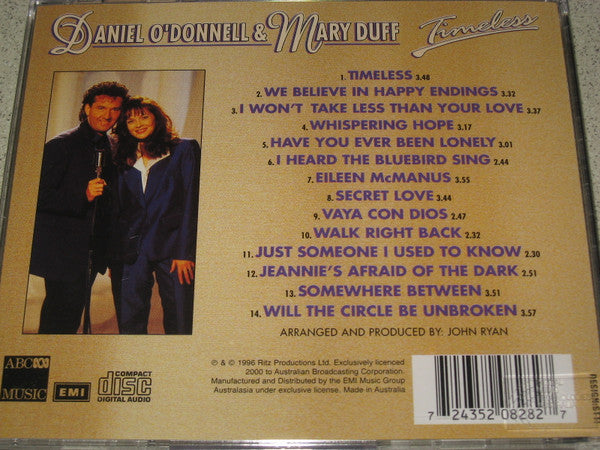 DANIEL O'DONNELL & MARY DUFF Timeless
1. TIMELESS 3.48
2. WE BELIEVE IN HAPPY ENDINGS 3.32
3. I WON'T TAKE LESS THAN YOUR LOVE 3.37
4. WHISPERING HOPE 3.17
5. HAVE YOU EVER BEEN LONELY 3.01
6. I HEARD THE BLUEBIRD SING 2.44
7. EILEEN McMANUS 3.55
8. SECRET LOVE 3.44
9. VAYA CON DIOS 2.47
10. WALK RIGHT BACK 2.32
11. JUST SOMEONE I USED TO KNOW 2.30
12. JEANNIE'S AFRAID OF THE DARK 2.51
13. SOMEWHERE BETWEEN 3.51
14. WILL THE CIRCLE BE UNBROKEN 3.57
ARRANGED AND PRODUCED BY: JOHN RYAN
ABC
MUSIC
EMI
COMPACT
disc
DIGITAL AUDIO
℗ & © 1996 Ritz Productions Ltd. Exclusively licenced
2000 to Australian Broadcasting Corporation.
Manufactured and Distributed by the EMI Music Group
Australasia under exclusive license. Made in Australia
7 24352 08282 7